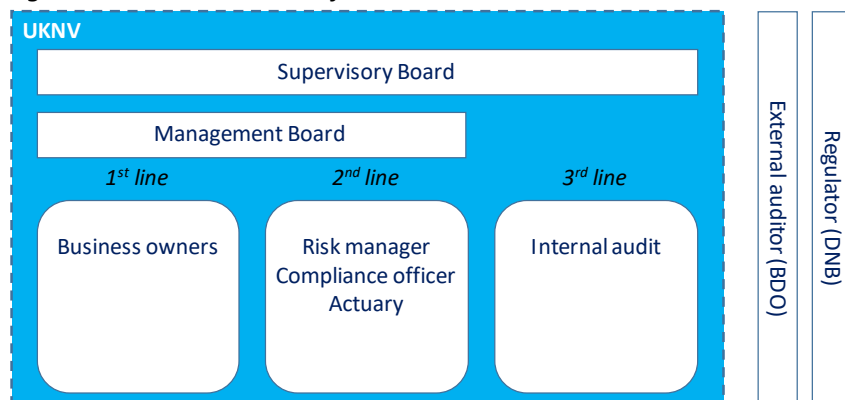 UKNV
Supervisory Board
Management Board
1st line
2nd line
3rd line
Business owners
Risk manager
Compliance officer
Actuary
Internal audit
External auditor (BDO)
Regulator (DNB)